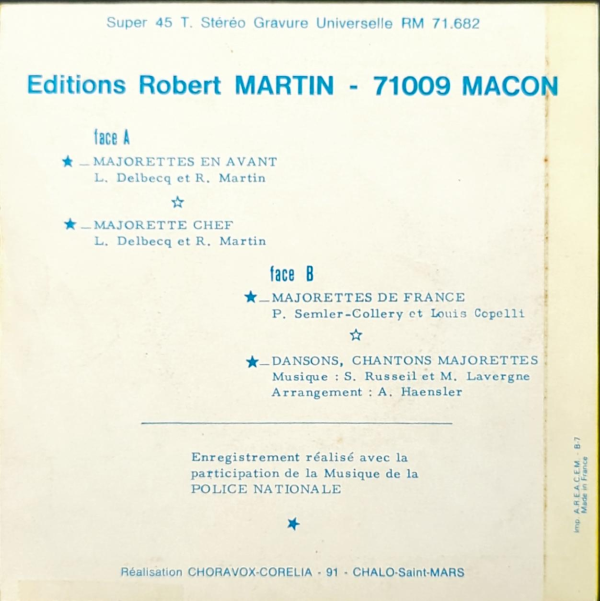 Super 45 T. Stéréo Gravure Universelle RM 71.682
Editions Robert MARTIN - 71009 MACON
face A
★ – MAJORETTES EN AVANT
L. Delbecq et R. Martin
☆
★ – MAJORETTE CHEF
L. Delbecq et R. Martin
face B
★ – MAJORETTES DE FRANCE
P. Semler-Collery et Louis Copelli
☆
★ – DANSONS, CHANTONS MAJORETTES
Musique : S. Russeil et M. Lavergne
Arrangement : A. Haensler
Enregistrement réalisé avec la
participation de la Musique de la
POLICE NATIONALE
★
Réalisation CHORAVOX-CORELIA - 91 - CHALO-Saint-MARS
Imp. A.R.E.A.C.E.M. - B-7
Made in France